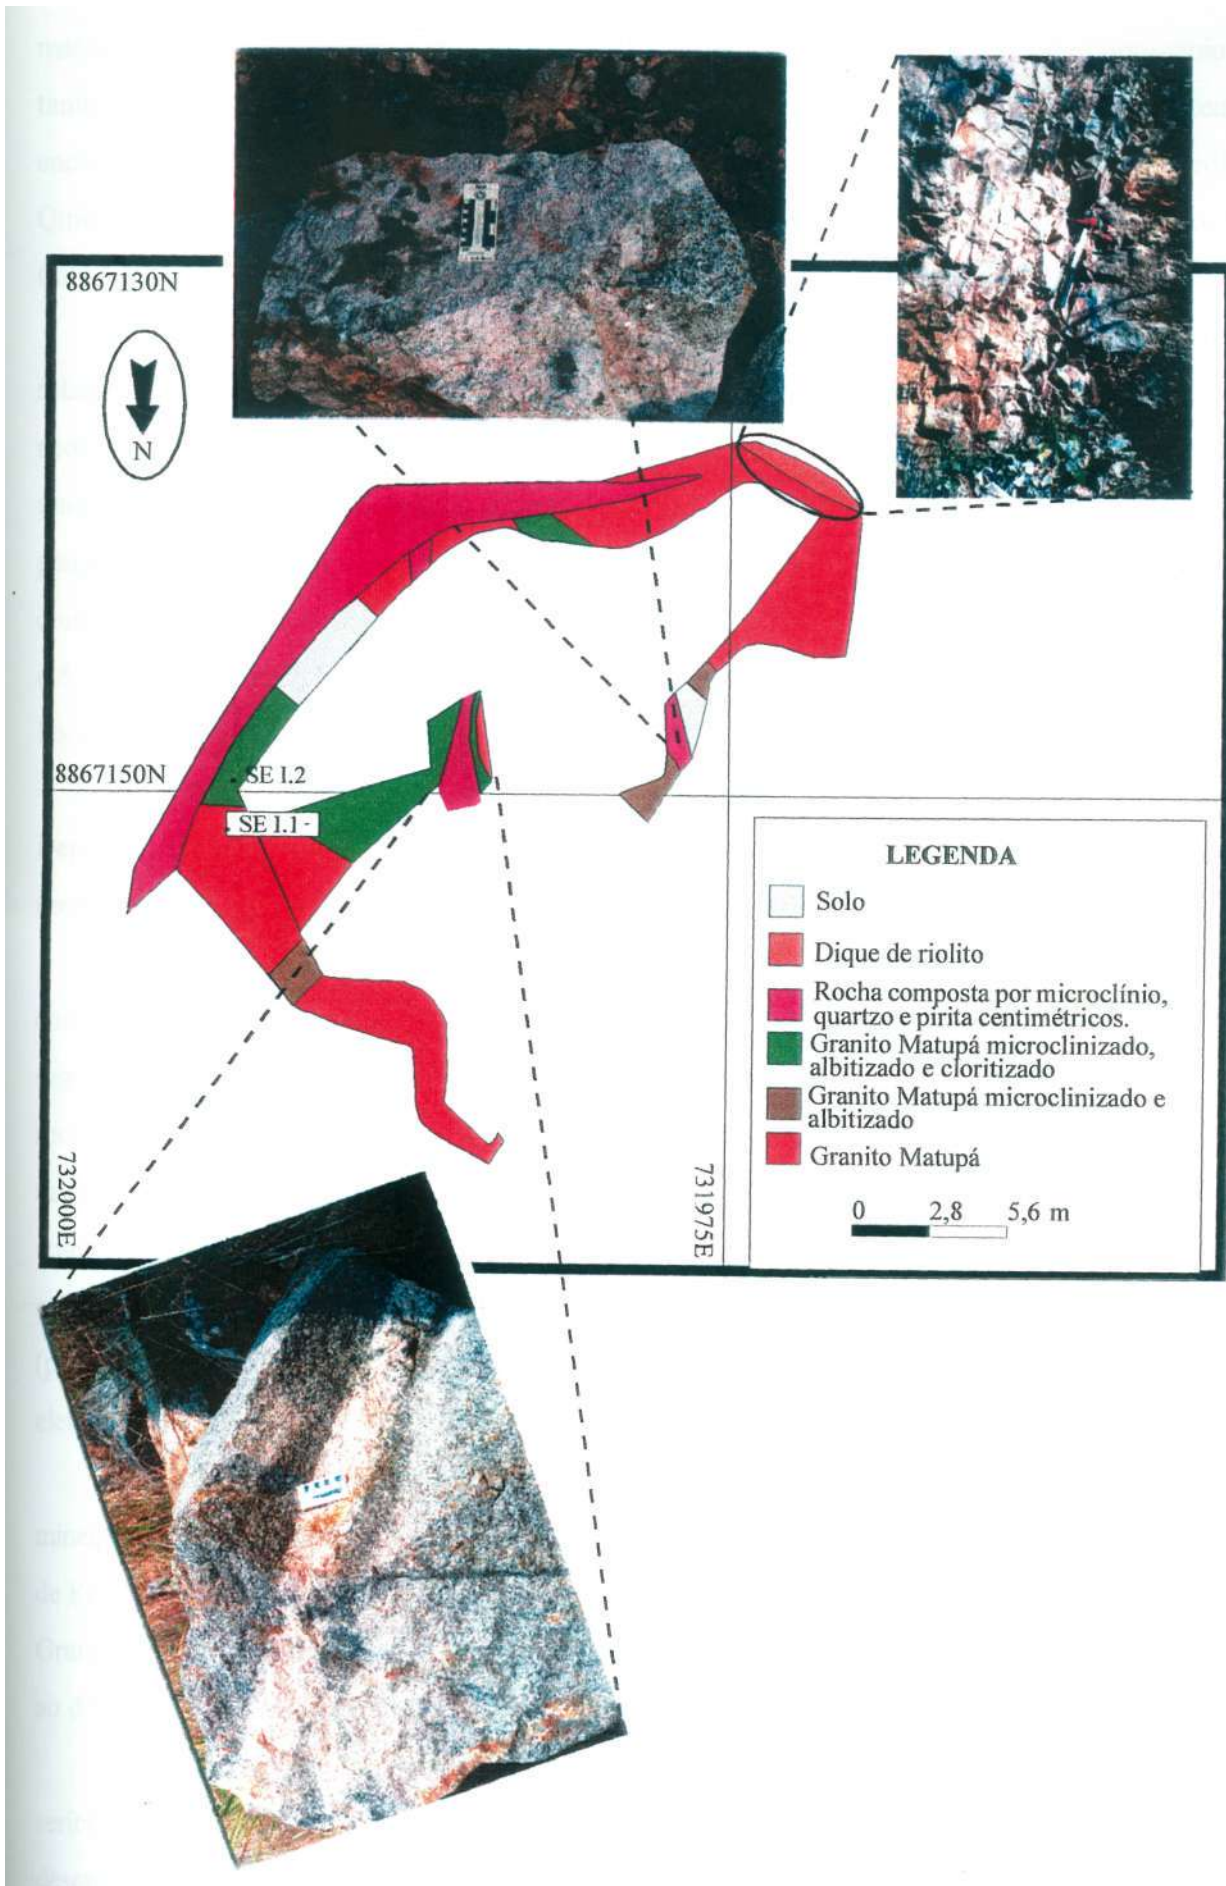 8867130N
N
8867150N
SE I.2
SE I.1
LEGENDA
Solo
Dique de riolito
Rocha composta por microclínio,
quartzo e pirita centimétricos.
Granito Matupá microclinizado,
albitizado e cloritizado
Granito Matupá microclinizado e
albitizado
Granito Matupá
0 2,8 5,6 m
732000E
731975E